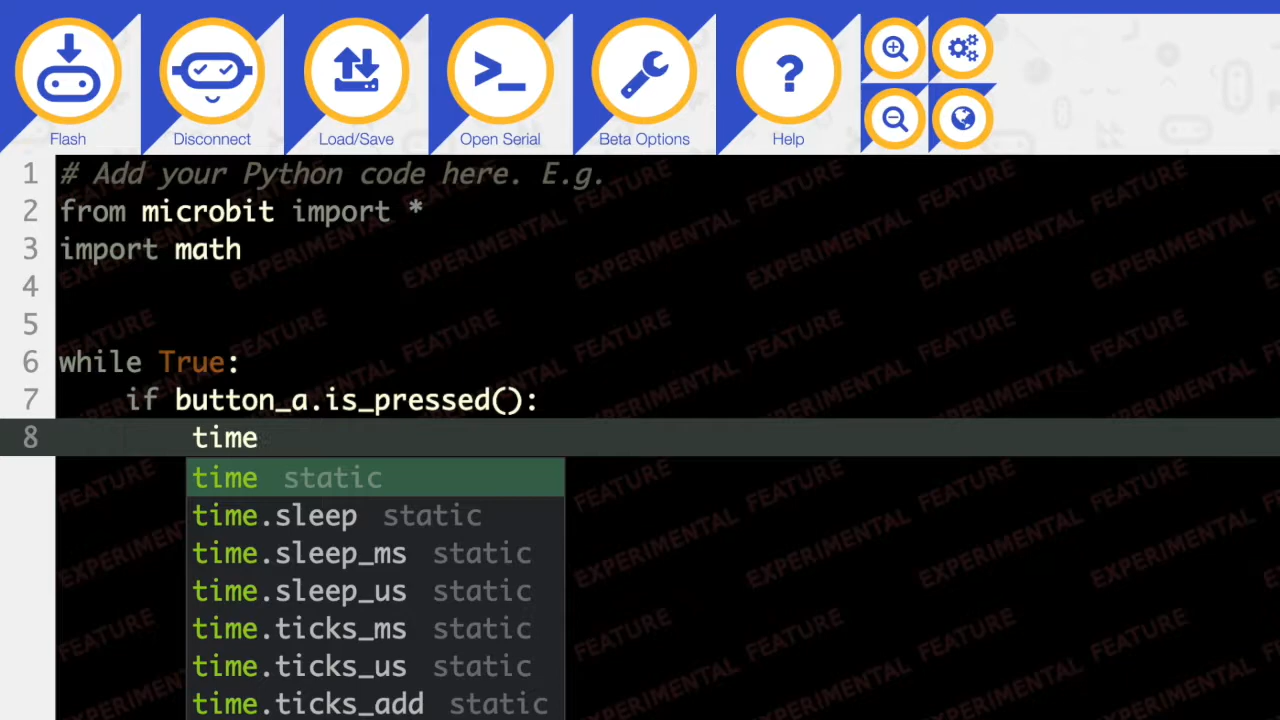 Flash
Disconnect
Load/Save
Open Serial
Beta Options
Help
1 # Add your Python code here. E.g.
2 from microbit import *
3 import math
4
5
6 while True:
7 if button_a.is_pressed():
8 time
time static
time.sleep static
time.sleep_ms static
time.sleep_us static
time.ticks_ms static
time.ticks_us static
time.ticks_add static
EXPERIMENTAL FEATURE